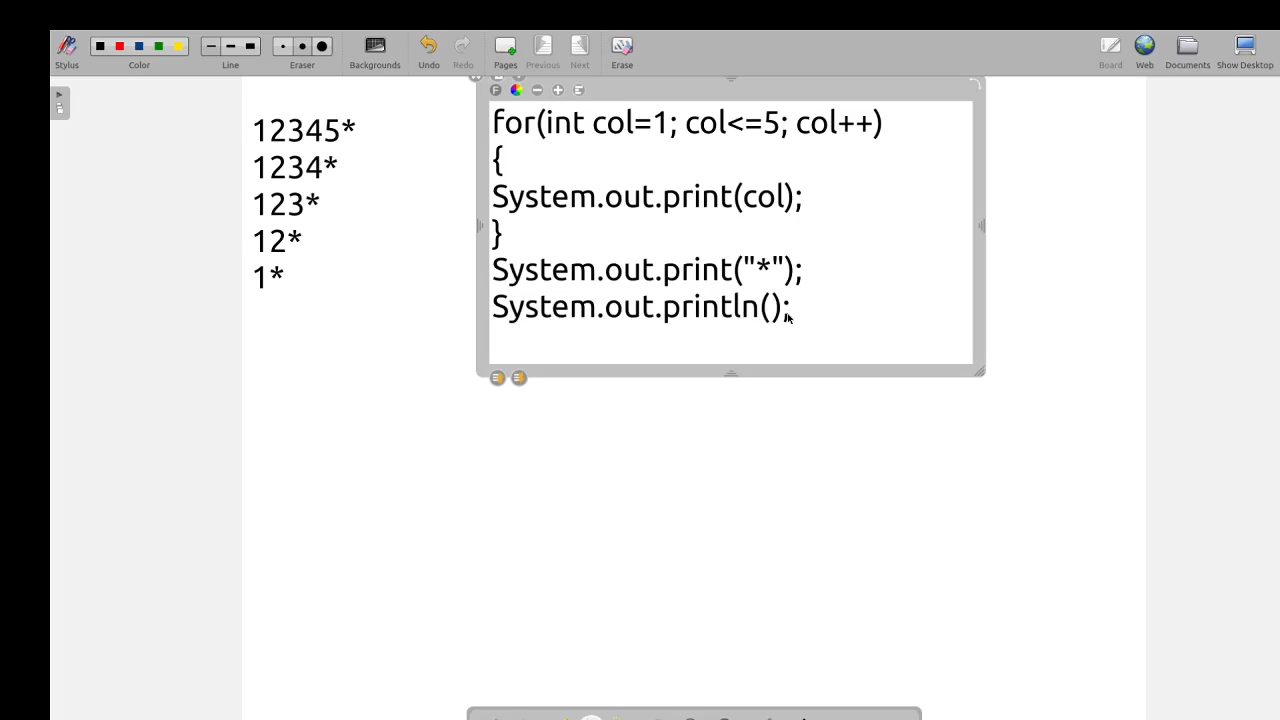 Stylus Color Line Eraser Backgrounds Undo Redo Pages Previous Next Erase Board Web Documents Show Desktop
12345*
1234*
123*
12*
1*
for(int col=1; col<=5; col++)
{
System.out.print(col);
}
System.out.print("*");
System.out.println();